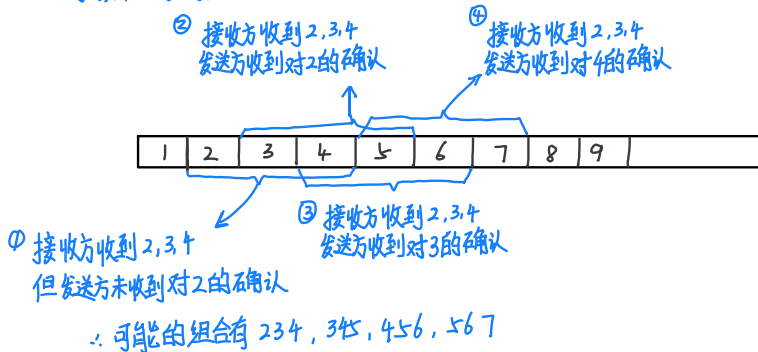 ② 接收方收到2,3,4
发送方收到对2的确认
④ 接收方收到2,3,4
发送方收到对4的确认
1 2 3 4 5 6 7 8 9
③ 接收方收到2,3,4
发送方收到对3的确认
① 接收方收到2,3,4
但发送方未收到对2的确认
∴ 可能的组合有 234, 345, 456, 567